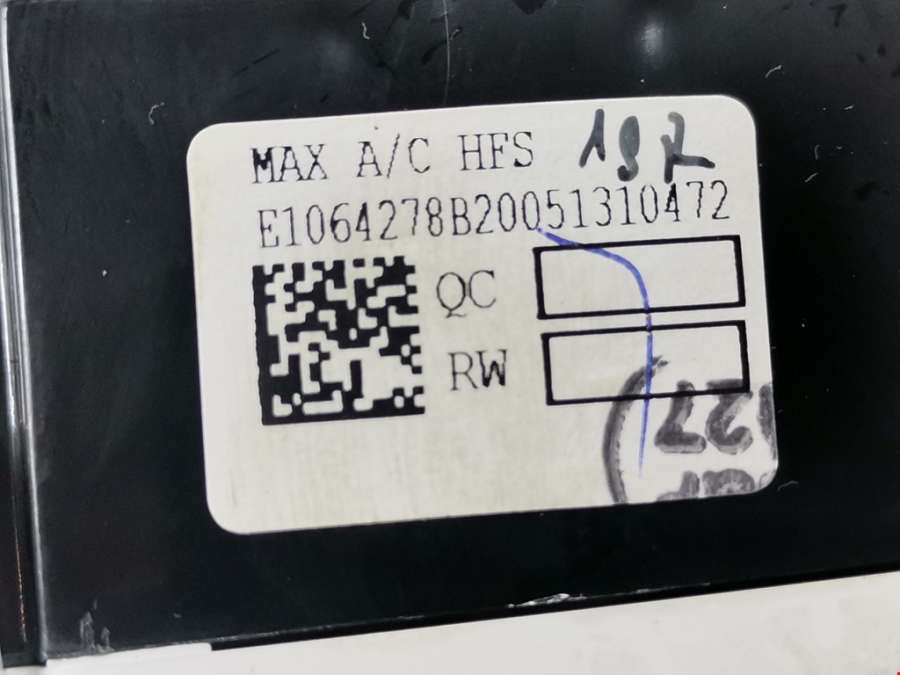 MAX A/C HFS
E1064278B20051310472
QC
RW